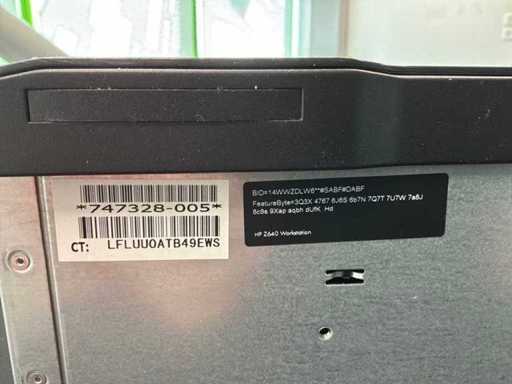 *747328-005*
CT: LFLUU0ATB49EWS
BID=14WWZDLW6**#SABF#DABF
FeatureByte=3Q3X 4767 6J6S 6b7N 7Q7T 7U7W 7a8J
8c9a 9Xap aqbh dUfK .Hd
HP Z640 Workstation